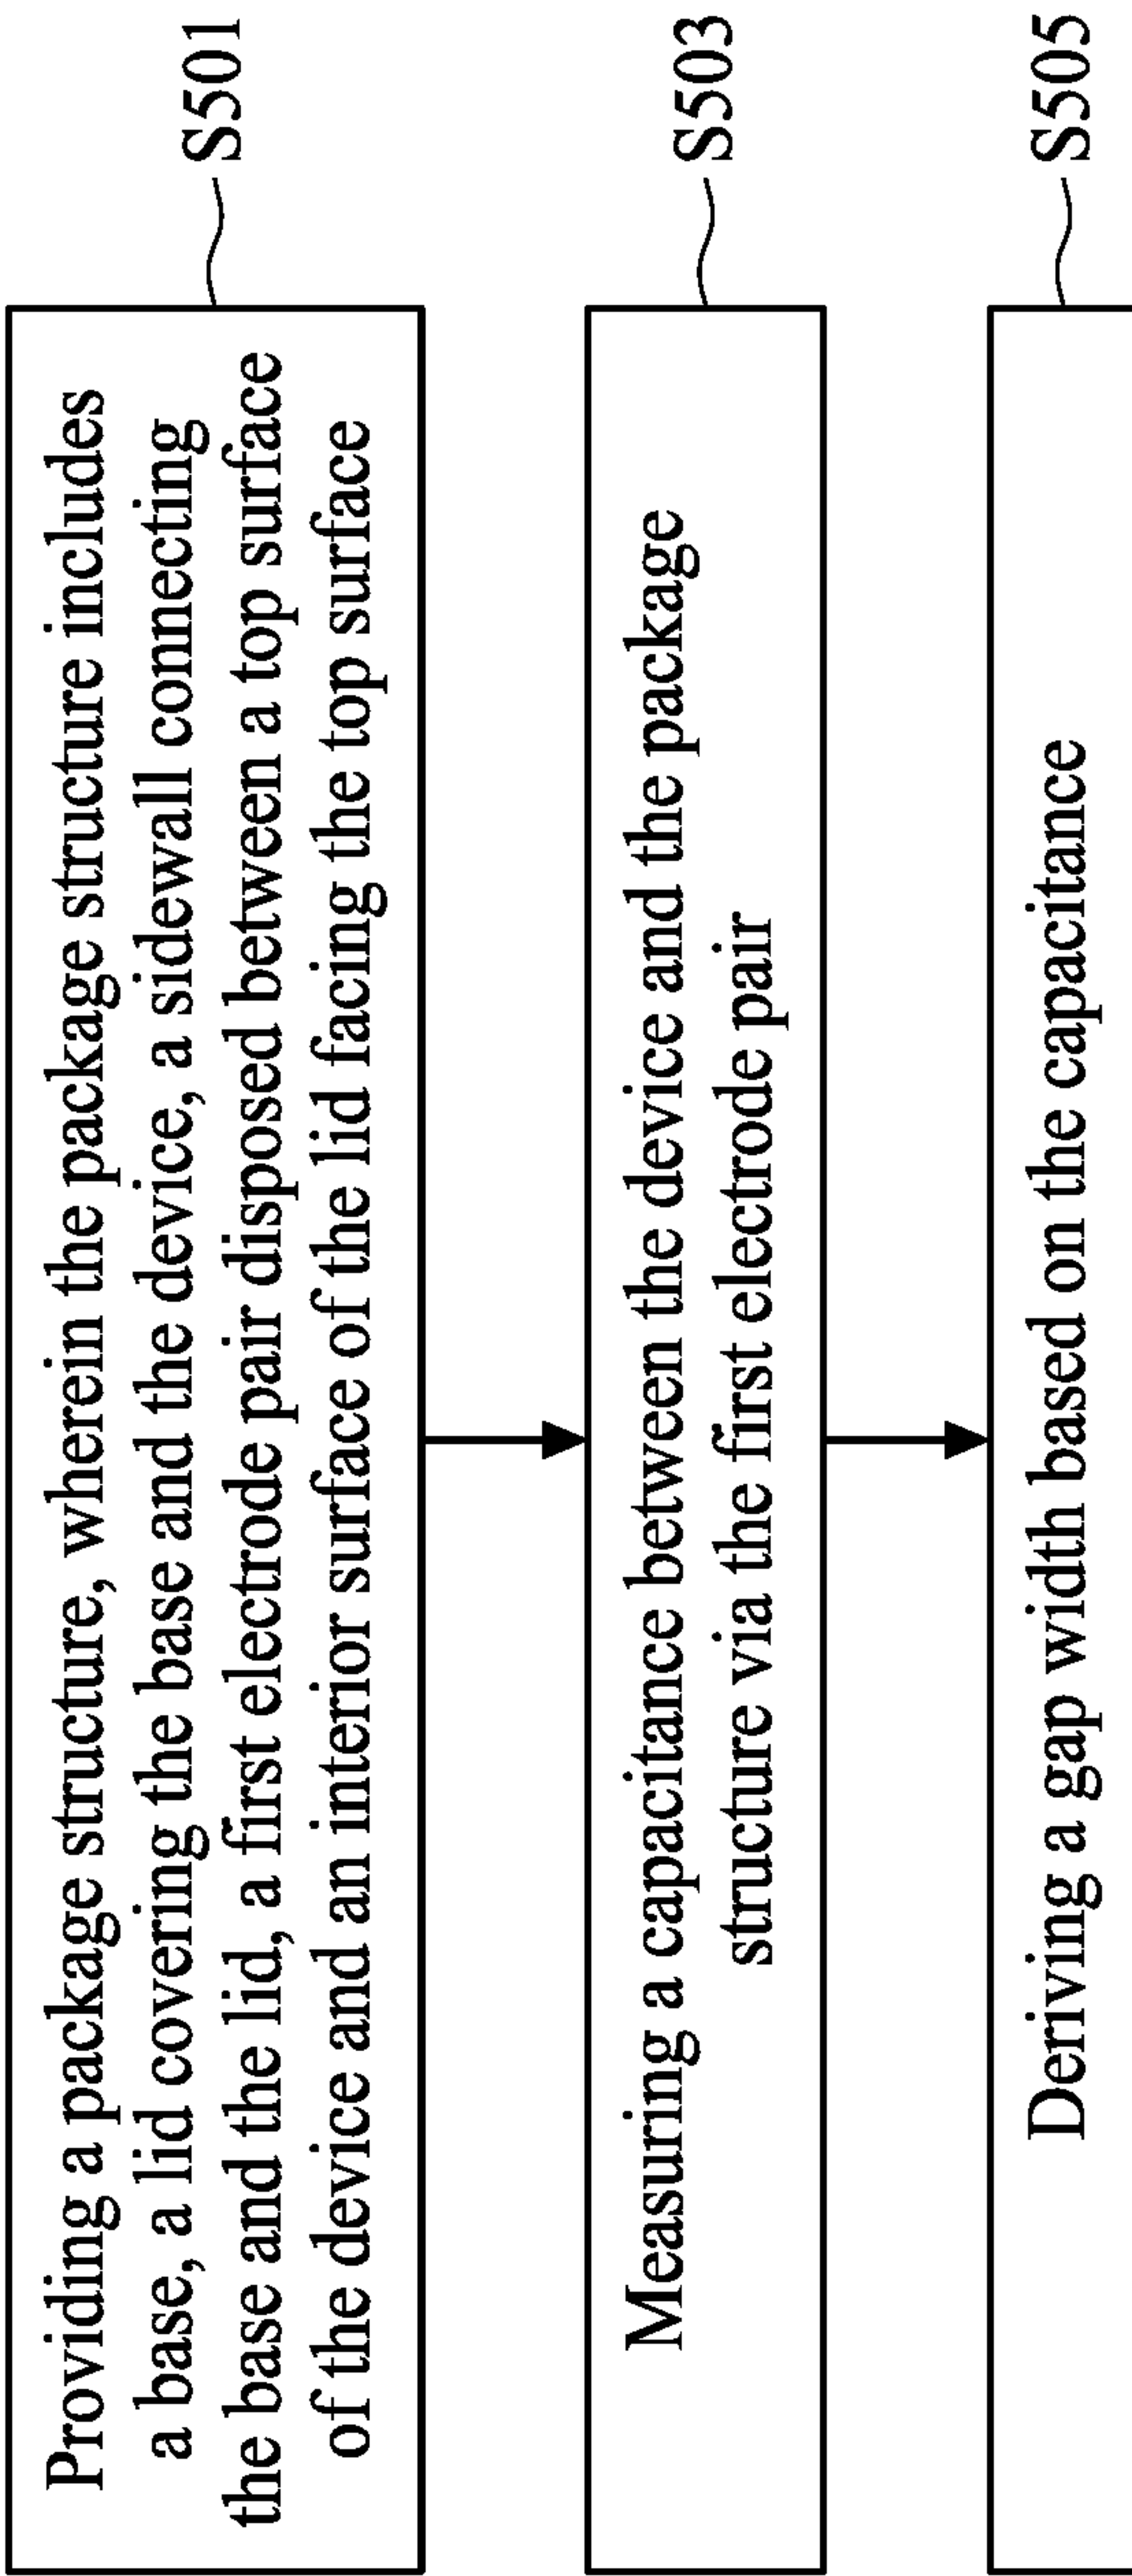 Providing a package structure, wherein the package structure includes
a base, a lid covering the base and the device, a sidewall connecting
the base and the lid, a first electrode pair disposed between a top surface
of the device and an interior surface of the lid facing the top surface
S501
Measuring a capacitance between the device and the package
structure via the first electrode pair
S503
Deriving a gap width based on the capacitance
S505